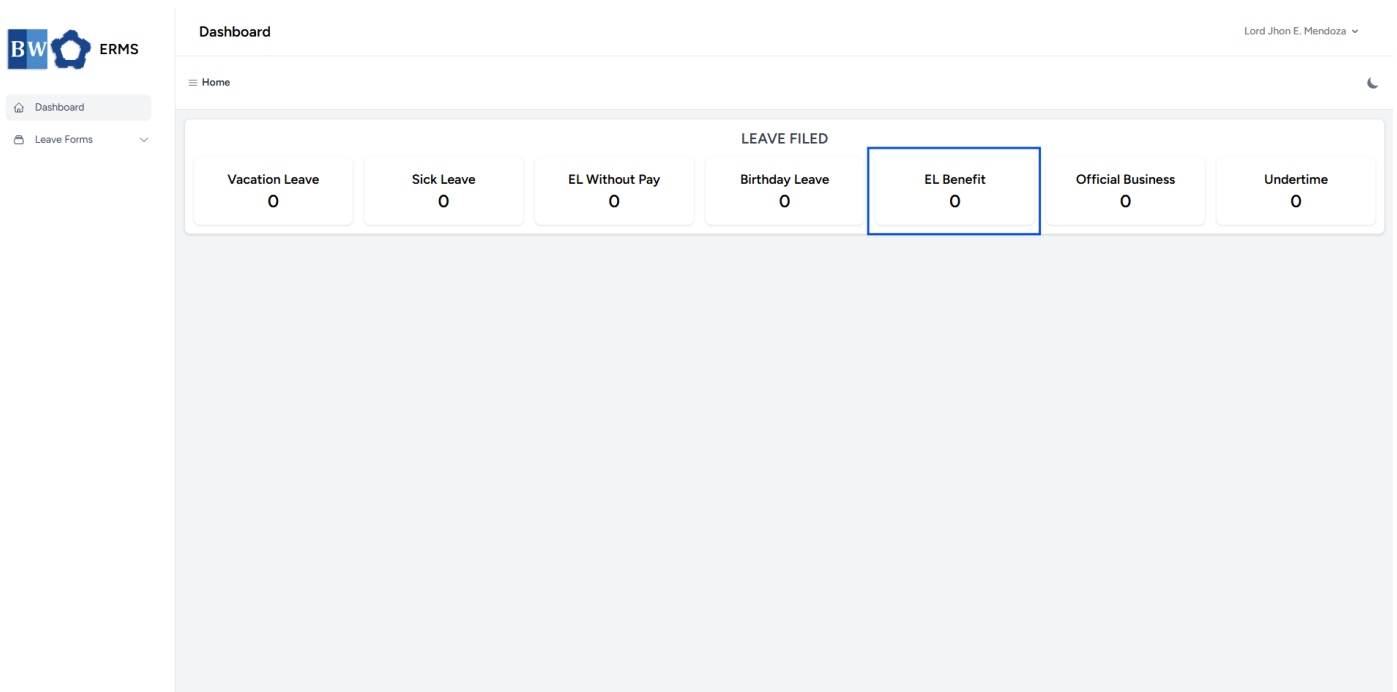 BW
ERMS
Dashboard
Lord Jhon E. Mendoza
Home
Dashboard
Leave Forms
LEAVE FILED
Vacation Leave
0
Sick Leave
0
EL Without Pay
0
Birthday Leave
0
EL Benefit
0
Official Business
0
Undertime
0